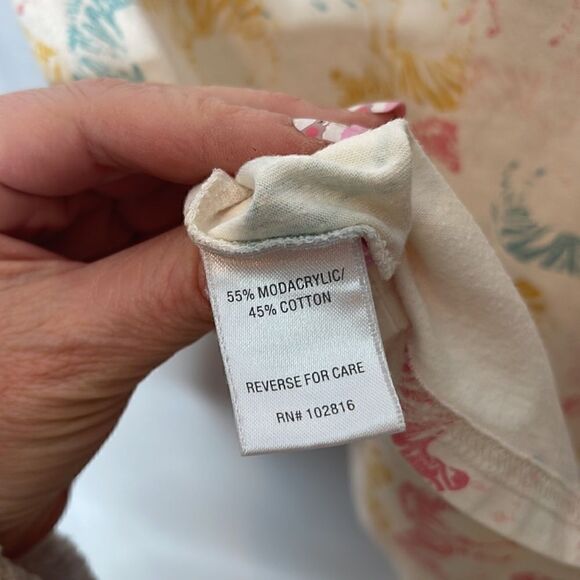 55% MODACRYLIC/
45% COTTON
REVERSE FOR CARE
RN# 102816